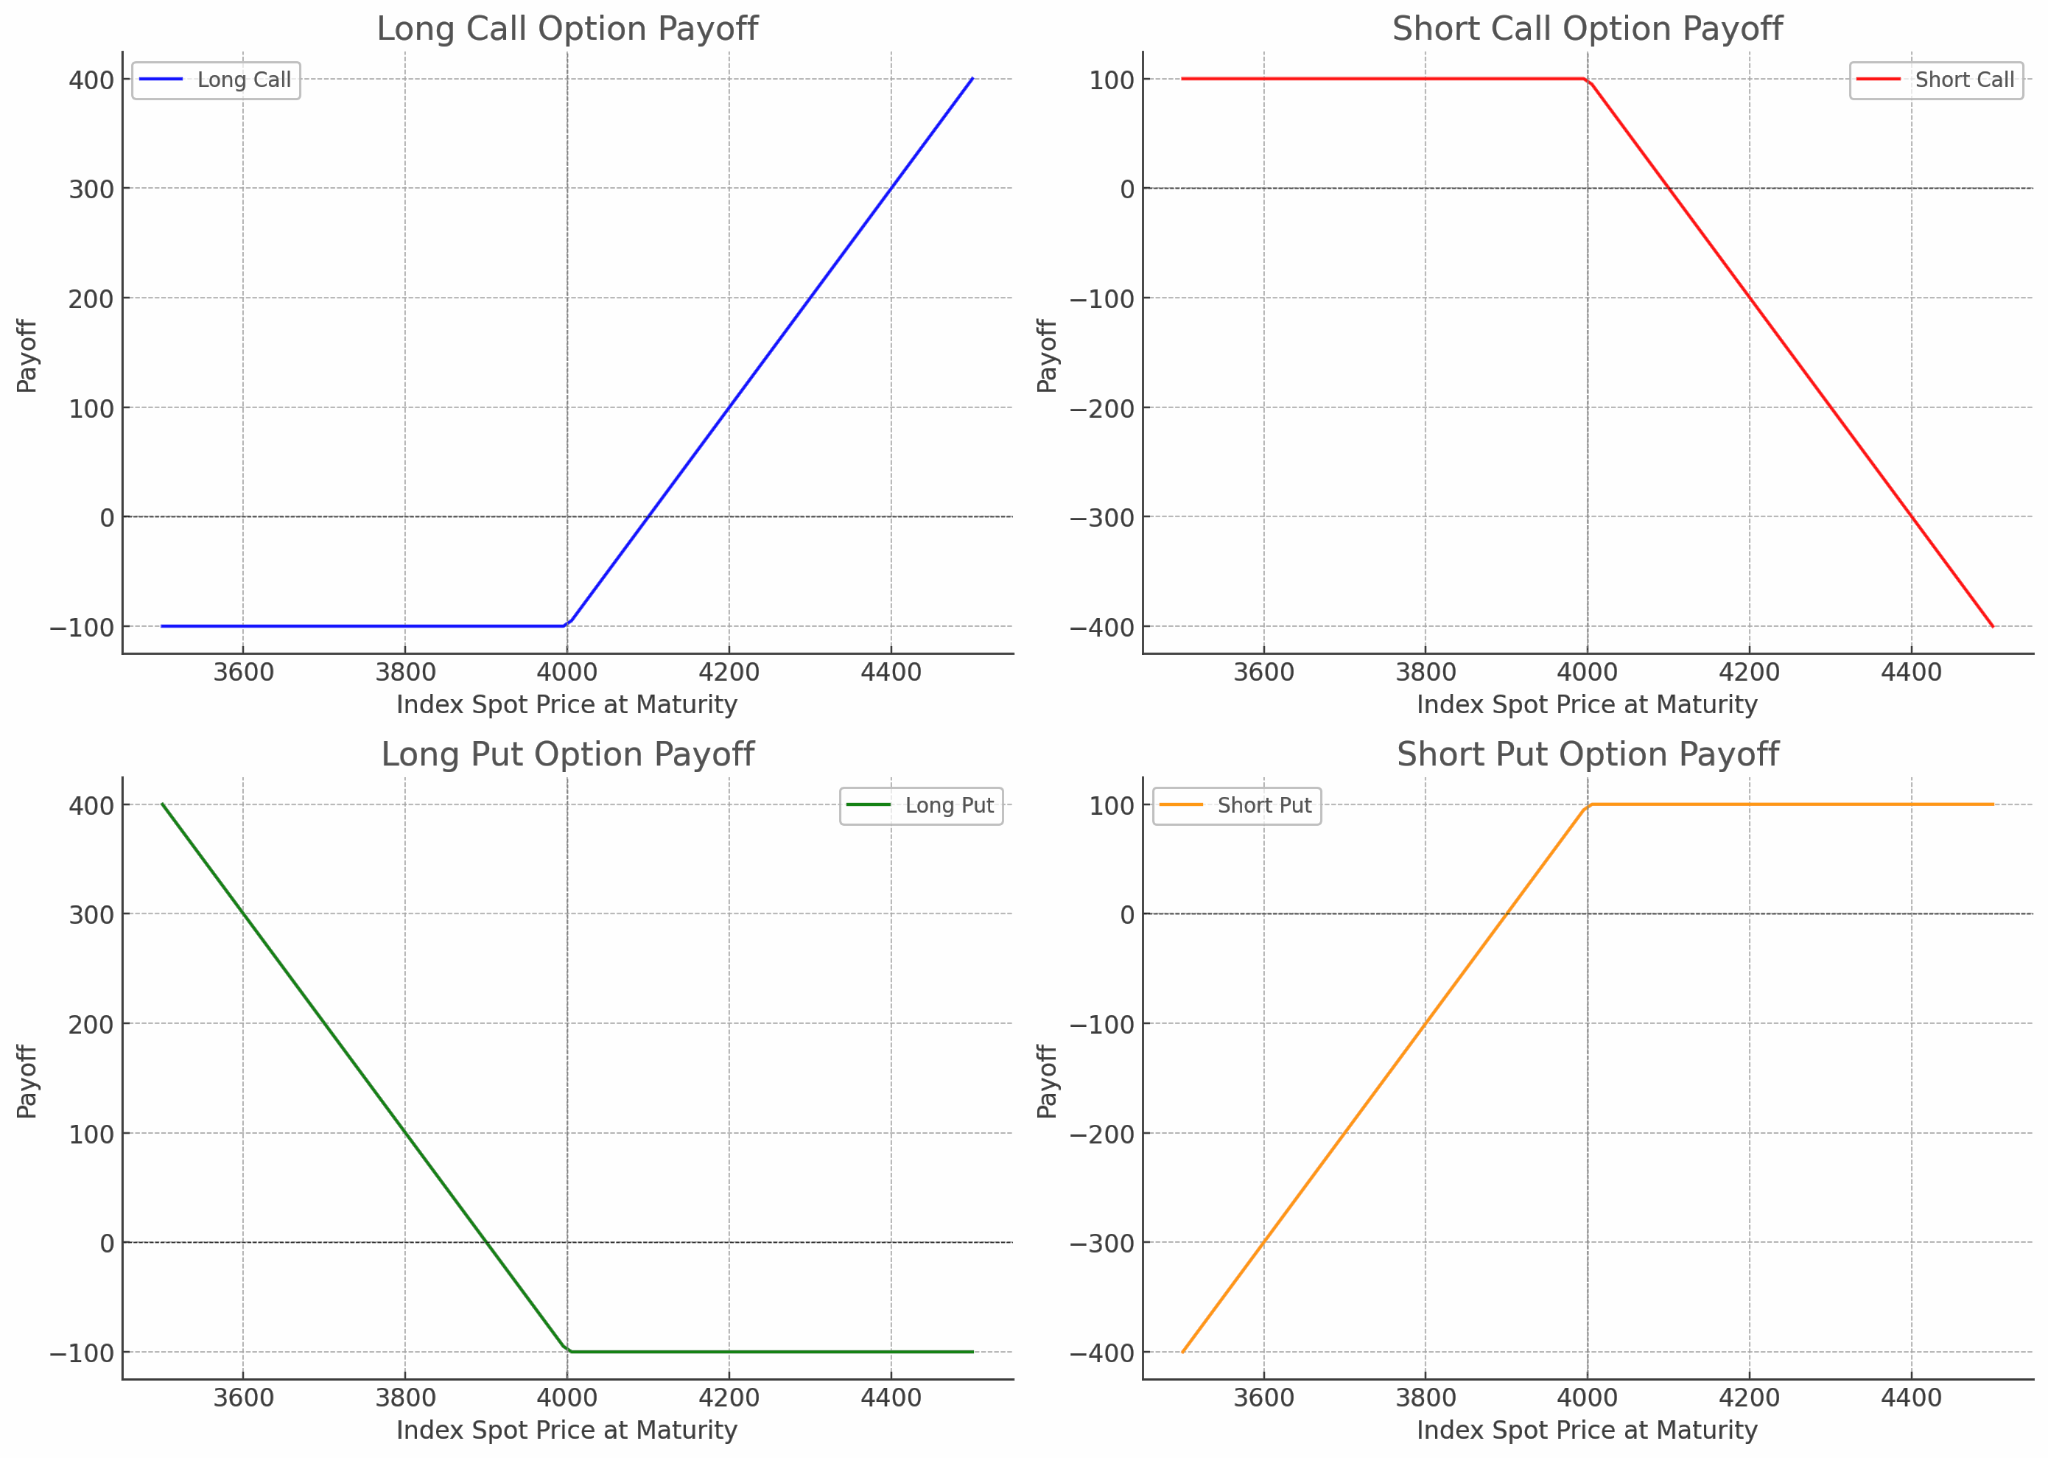 Long Call Option Payoff
Long Call
400
300
200
100
0
−100
Payoff
3600 3800 4000 4200 4400
Index Spot Price at Maturity
Short Call Option Payoff
Short Call
100
0
−100
−200
−300
−400
Payoff
3600 3800 4000 4200 4400
Index Spot Price at Maturity
Long Put Option Payoff
Long Put
400
300
200
100
0
−100
Payoff
3600 3800 4000 4200 4400
Index Spot Price at Maturity
Short Put Option Payoff
Short Put
100
0
−100
−200
−300
−400
Payoff
3600 3800 4000 4200 4400
Index Spot Price at Maturity